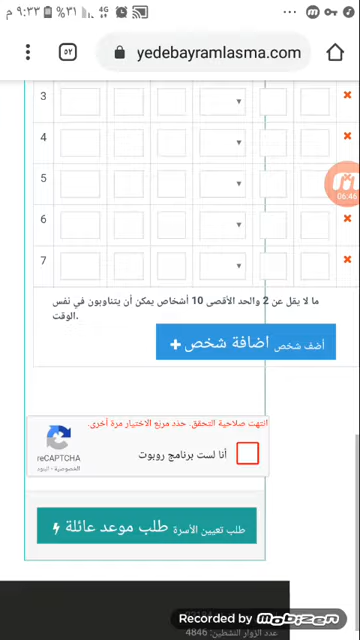 ٩:٣٣ م ٣١% 4G
٥٧ yedebayramlasma.com
3
4
5
06:46
6
7
ما لا يقل عن 2 والحد الأقصى 10 أشخاص يمكن أن يتناوبون في نفس
الوقت.
أضف شخص اضافة شخص +
انتهت صلاحية التحقق. حدد مربع الاختيار مرة أخرى.
أنا لست برنامج روبوت
reCAPTCHA
الخصوصية - البنود
طلب تعيين الأسرة طلب موعد عائلة
Recorded by mobizen
عدد الزوار النشطين: 4846